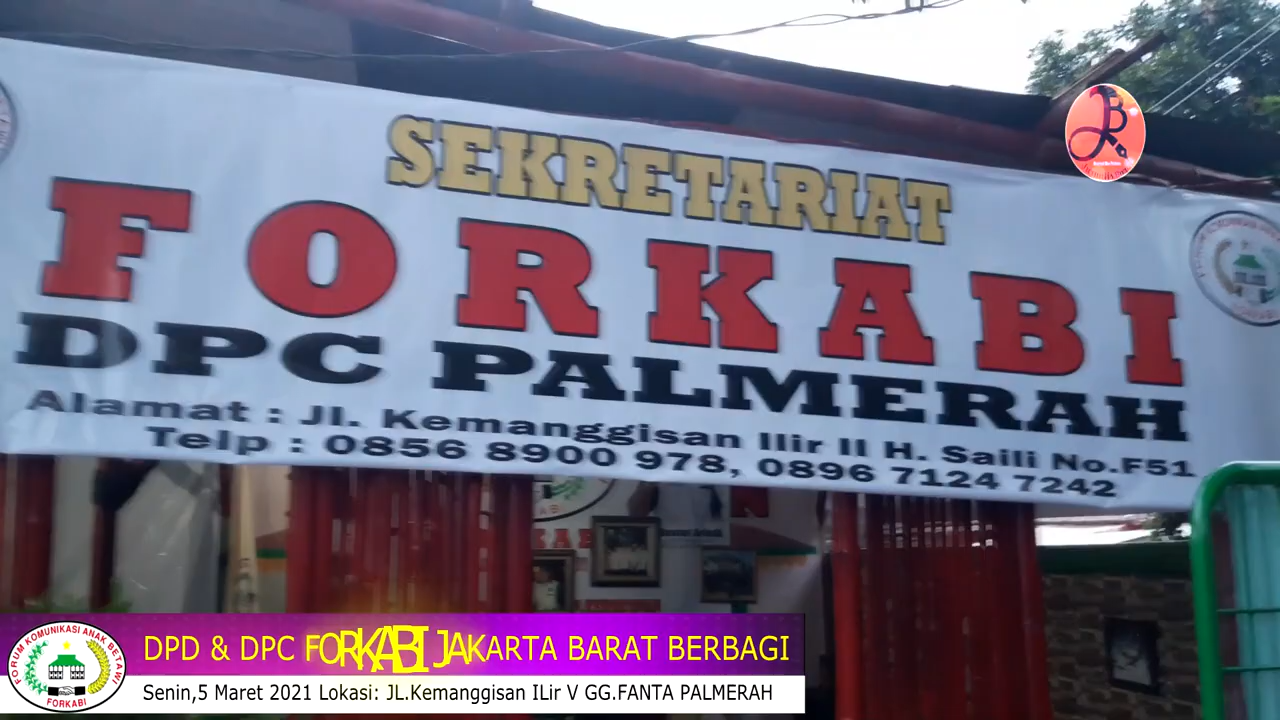 SEKRETARIAT
FORKABI
DPC PALMERAH
Alamat : Jl. Kemanggisan Ilir II H. Saili No.F51
Telp : 0856 8900 978, 0896 7124 7242
DPD & DPC FORKABI JAKARTA BARAT BERBAGI
Senin,5 Maret 2021 Lokasi: JL.Kemanggisan ILir V GG.FANTA PALMERAH
FORUM KOMUNIKASI ANAK BETAWI
FORKABI